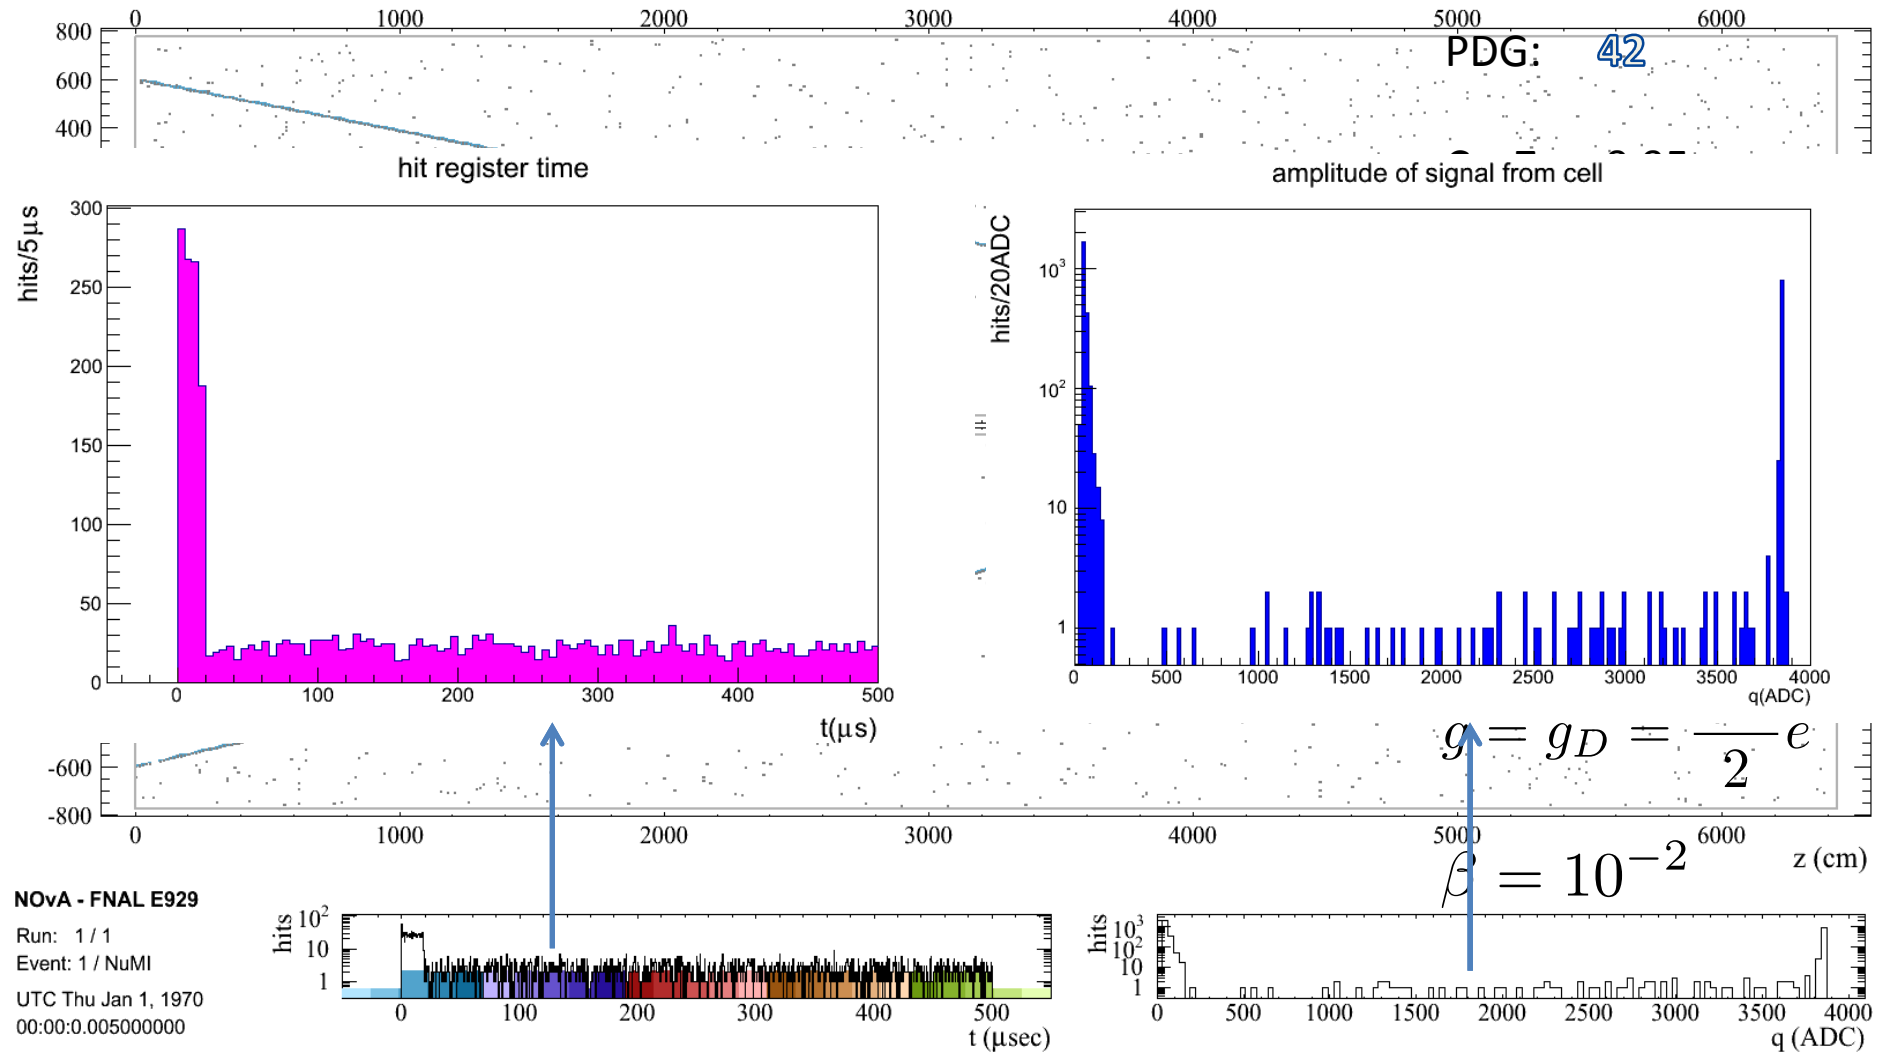 0 1000 2000 3000 4000 5000 6000
800
600
400
PDG: 42
hit register time
amplitude of signal from cell
hits/5μs
300
250
200
150
100
50
0
0 100 200 300 400 500
t(μs)
hits/20ADC
10³
10²
10
1
0 500 1000 1500 2000 2500 3000 3500 4000
q(ADC)
g = g_D = 2 e
-600
-800
0 1000 2000 3000 4000 5000 6000
z (cm)
β = 10⁻²
NOvA - FNAL E929
Run: 1 / 1
Event: 1 / NuMI
UTC Thu Jan 1, 1970
00:00:0.005000000
hits
10²
10
1
0 100 200 300 400 500
t (μsec)
hits
10³
10²
10
1
0 500 1000 1500 2000 2500 3000 3500 4000
q (ADC)